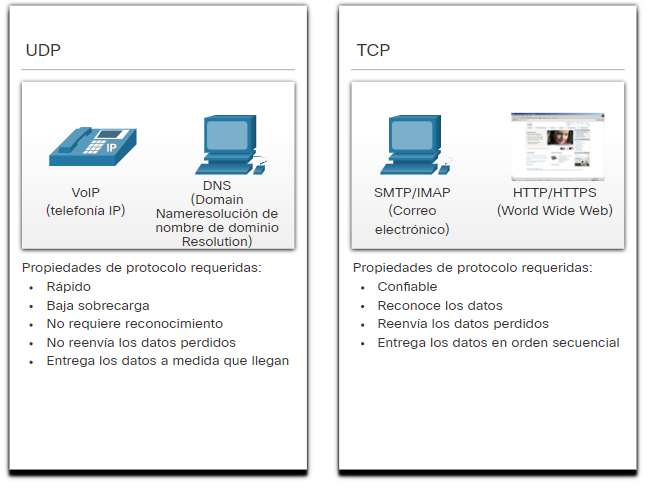 UDP
IP
VoIP
(telefonía IP)
DNS
(Domain
Nameresolución de
nombre de dominio
Resolution)
Propiedades de protocolo requeridas:
• Rápido
• Baja sobrecarga
• No requiere reconocimiento
• No reenvía los datos perdidos
• Entrega los datos a medida que llegan
TCP
SMTP/IMAP
(Correo
electrónico)
HTTP/HTTPS
(World Wide Web)
Propiedades de protocolo requeridas:
• Confiable
• Reconoce los datos
• Reenvía los datos perdidos
• Entrega los datos en orden secuencial